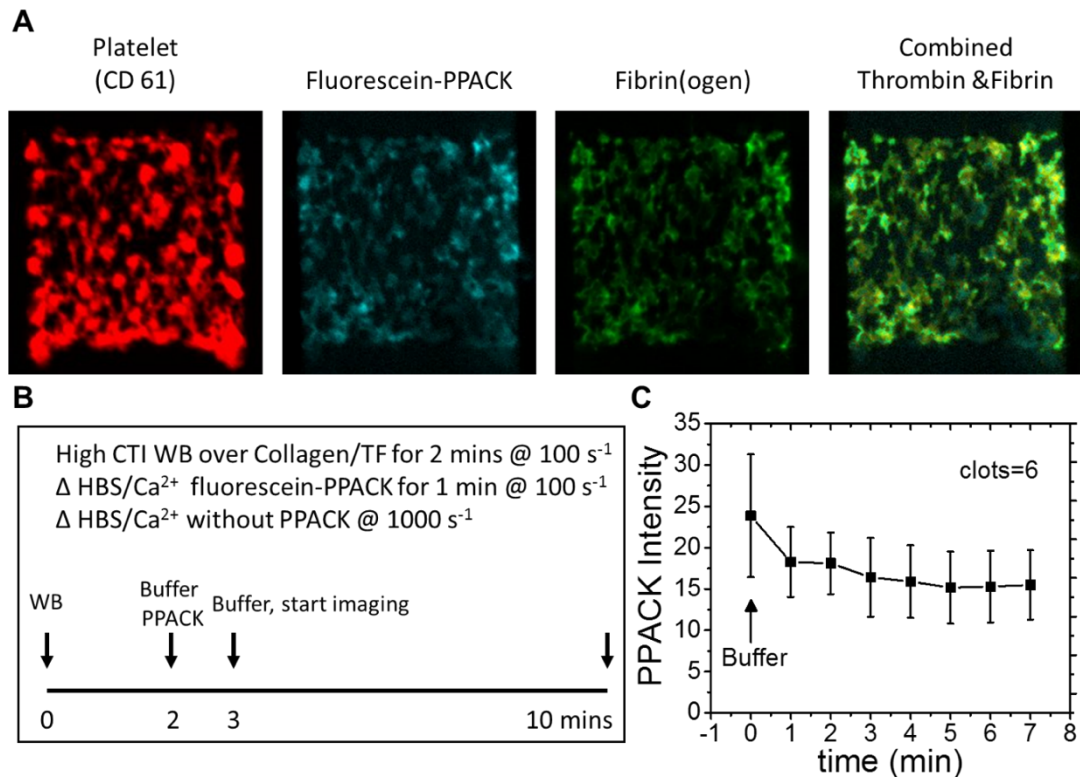 A
Platelet
(CD 61)
Fluorescein-PPACK
Fibrin(ogen)
Combined
Thrombin &Fibrin
B
High CTI WB over Collagen/TF for 2 mins @ 100 s⁻¹
Δ HBS/Ca²⁺ fluorescein-PPACK for 1 min @ 100 s⁻¹
Δ HBS/Ca²⁺ without PPACK @ 1000 s⁻¹
WB
Buffer
PPACK
Buffer, start imaging
0 2 3 10 mins
C
PPACK Intensity
35
30
25
20
15
10
5
0
clots=6
Buffer
-1 0 1 2 3 4 5 6 7 8
time (min)